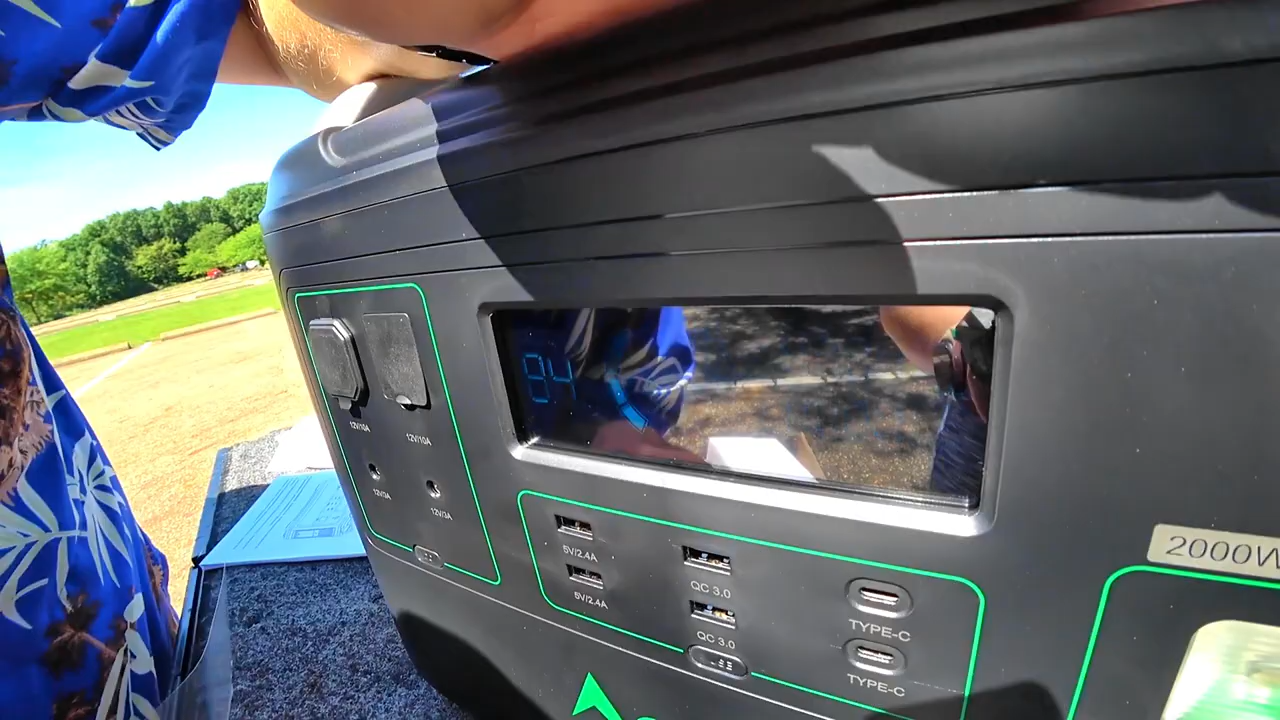 84
12V/10A
12V/10A
12V/3A
12V/3A
5V/2.4A
5V/2.4A
QC 3.0
QC 3.0
TYPE-C
TYPE-C
2000W